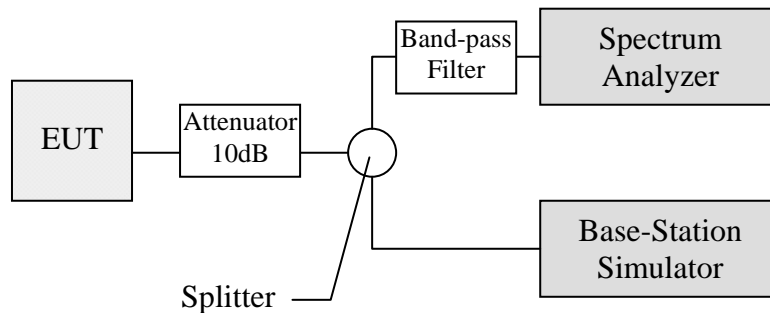 Band-pass
Filter
Spectrum
Analyzer
EUT
Attenuator
10dB
Base-Station
Simulator
Splitter